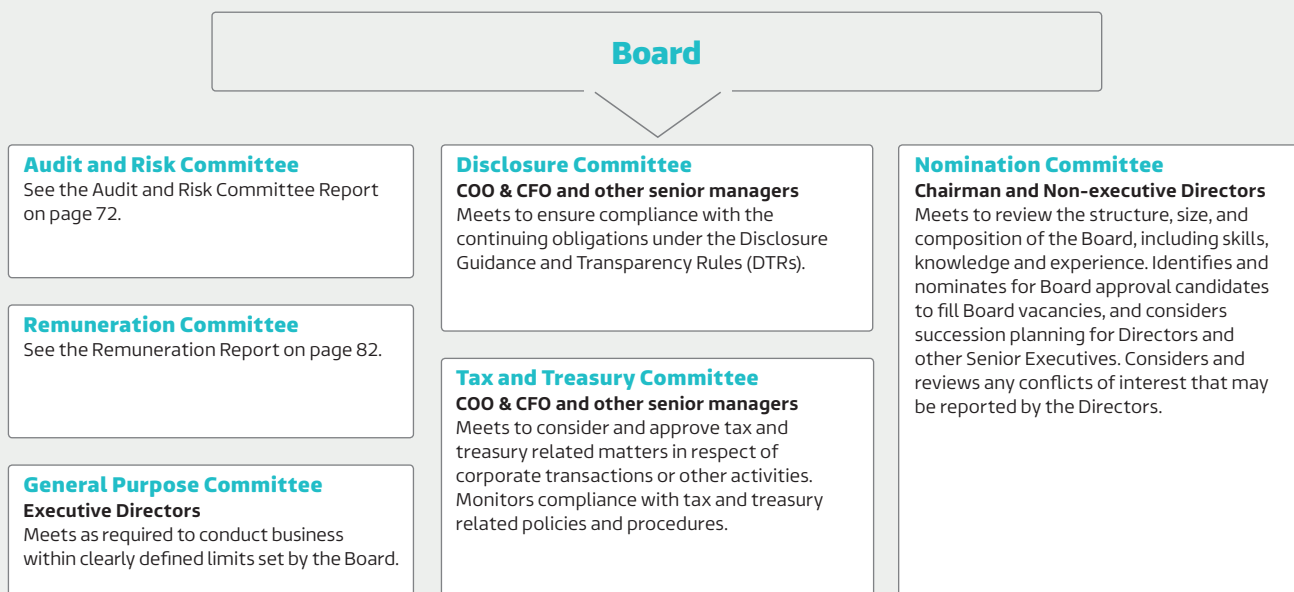 Board
Audit and Risk Committee
See the Audit and Risk Committee Report
on page 72.
Remuneration Committee
See the Remuneration Report on page 82.
General Purpose Committee
Executive Directors
Meets as required to conduct business
within clearly defined limits set by the Board.
Disclosure Committee
COO & CFO and other senior managers
Meets to ensure compliance with the
continuing obligations under the Disclosure
Guidance and Transparency Rules (DTRs).
Tax and Treasury Committee
COO & CFO and other senior managers
Meets to consider and approve tax and
treasury related matters in respect of
corporate transactions or other activities.
Monitors compliance with tax and treasury
related policies and procedures.
Nomination Committee
Chairman and Non-executive Directors
Meets to review the structure, size, and
composition of the Board, including skills,
knowledge and experience. Identifies and
nominates for Board approval candidates
to fill Board vacancies, and considers
succession planning for Directors and
other Senior Executives. Considers and
reviews any conflicts of interest that may
be reported by the Directors.